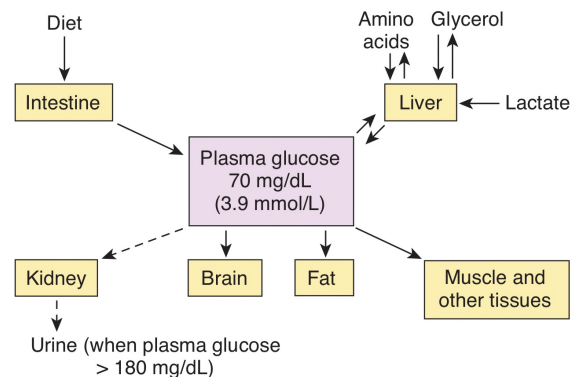 Diet
Amino
acids
Glycerol
Intestine
Liver
Lactate
Plasma glucose
70 mg/dL
(3.9 mmol/L)
Kidney
Brain
Fat
Muscle and
other tissues
Urine (when plasma glucose
> 180 mg/dL)